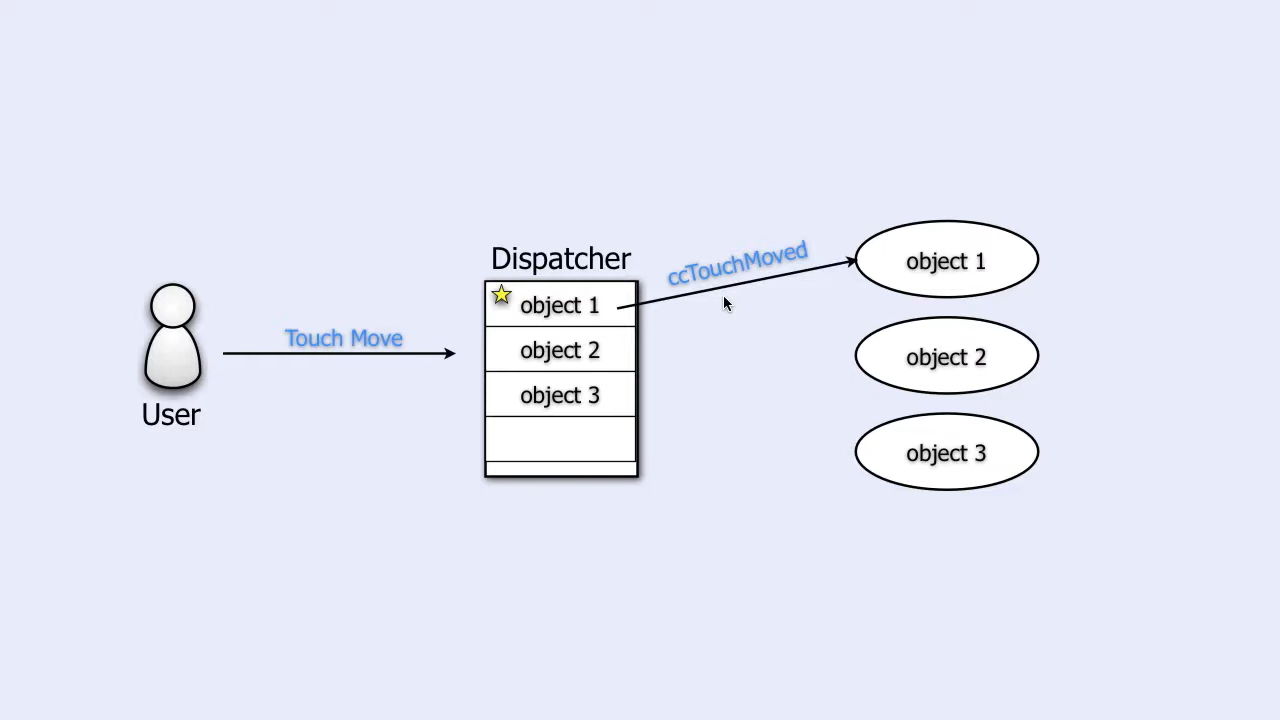 User
Touch Move
Dispatcher
object 1
object 2
object 3
ccTouchMoved
object 1
object 2
object 3